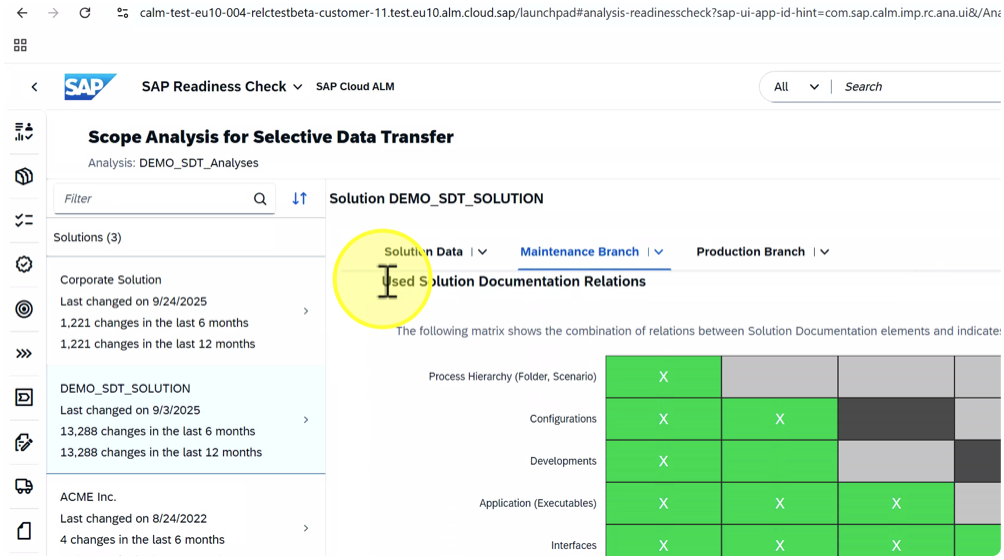 calm-test-eu10-004-relctestbeta-customer-11.test.eu10.alm.cloud.sap/launchpad#analysis-readinesscheck?sap-ui-app-id-hint=com.sap.calm.imp.rc.ana.ui&/Ana
SAP SAP Readiness Check SAP Cloud ALM All Search
Scope Analysis for Selective Data Transfer
Analysis: DEMO_SDT_Analyses
Filter
Solutions (3)
Corporate Solution
Last changed on 9/24/2025
1,221 changes in the last 6 months
1,221 changes in the last 12 months
DEMO_SDT_SOLUTION
Last changed on 9/3/2025
13,288 changes in the last 6 months
13,288 changes in the last 12 months
ACME Inc.
Last changed on 8/24/2022
4 changes in the last 6 months
Solution DEMO_SDT_SOLUTION
Solution Data Maintenance Branch Production Branch
Used Solution Documentation Relations
The following matrix shows the combination of relations between Solution Documentation elements and indicates
Process Hierarchy (Folder, Scenario) X
Configurations X X
Developments X
Application (Executables) X X X
Interfaces X X X